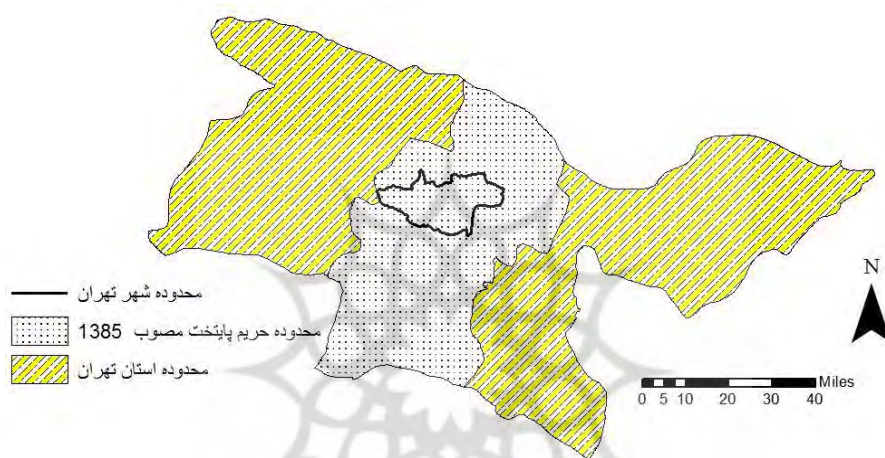 محدوده شهر تهران
محدوده حریم پایتخت مصوب 1385
محدوده استان تهران
N
Miles
0 5 10 20 30 40